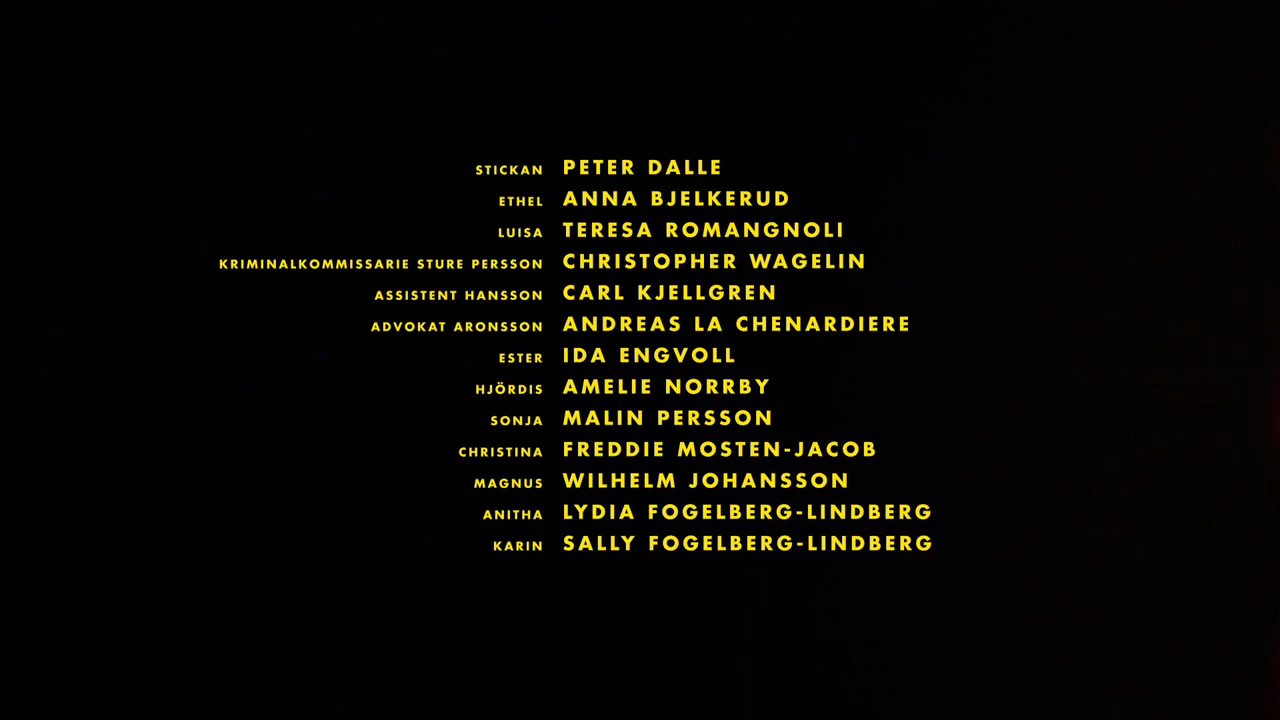 STICKAN PETER DALLE
ETHEL ANNA BJELKERUD
LUISA TERESA ROMANGNOLI
KRIMINALKOMMISSARIE STURE PERSSON CHRISTOPHER WAGELIN
ASSISTENT HANSSON CARL KJELLGREN
ADVOKAT ARONSSON ANDREAS LA CHENARDIERE
ESTER IDA ENGVOLL
HJÖRDIS AMELIE NORRBY
SONJA MALIN PERSSON
CHRISTINA FREDDIE MOSTEN-JACOB
MAGNUS WILHELM JOHANSSON
ANITHA LYDIA FOGELBERG-LINDBERG
KARIN SALLY FOGELBERG-LINDBERG